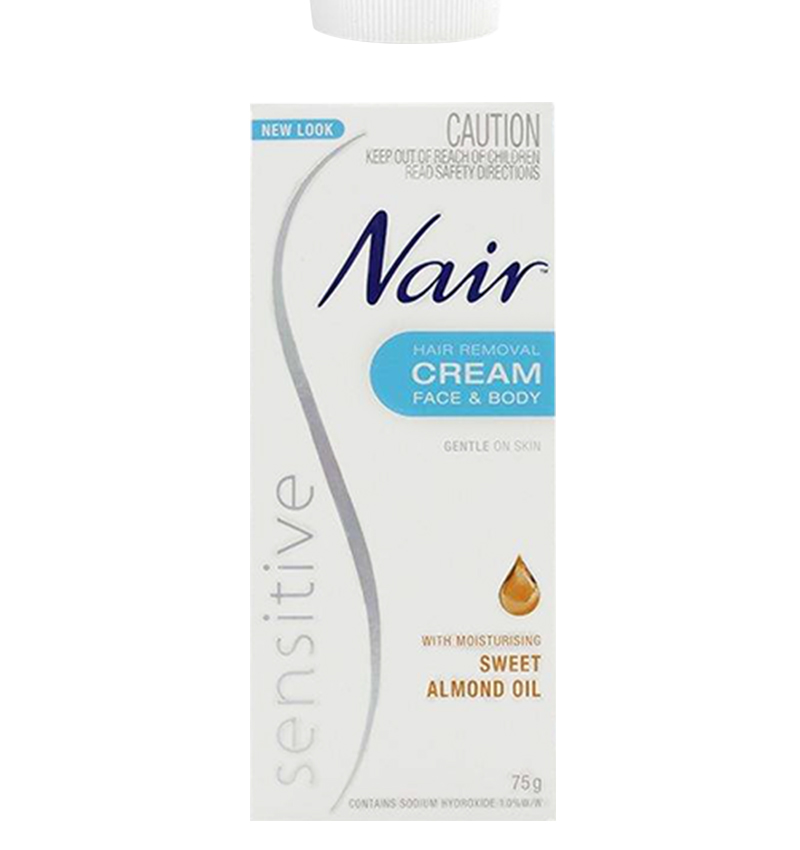 NEW LOOK
CAUTION
KEEP OUT OF REACH OF CHILDREN
READ SAFETY DIRECTIONS
Nair™
HAIR REMOVAL
CREAM
FACE & BODY
GENTLE ON SKIN
sensitive
WITH MOISTURISING
SWEET
ALMOND OIL
75g
CONTAINS SODIUM HYDROXIDE 1.0% W/W